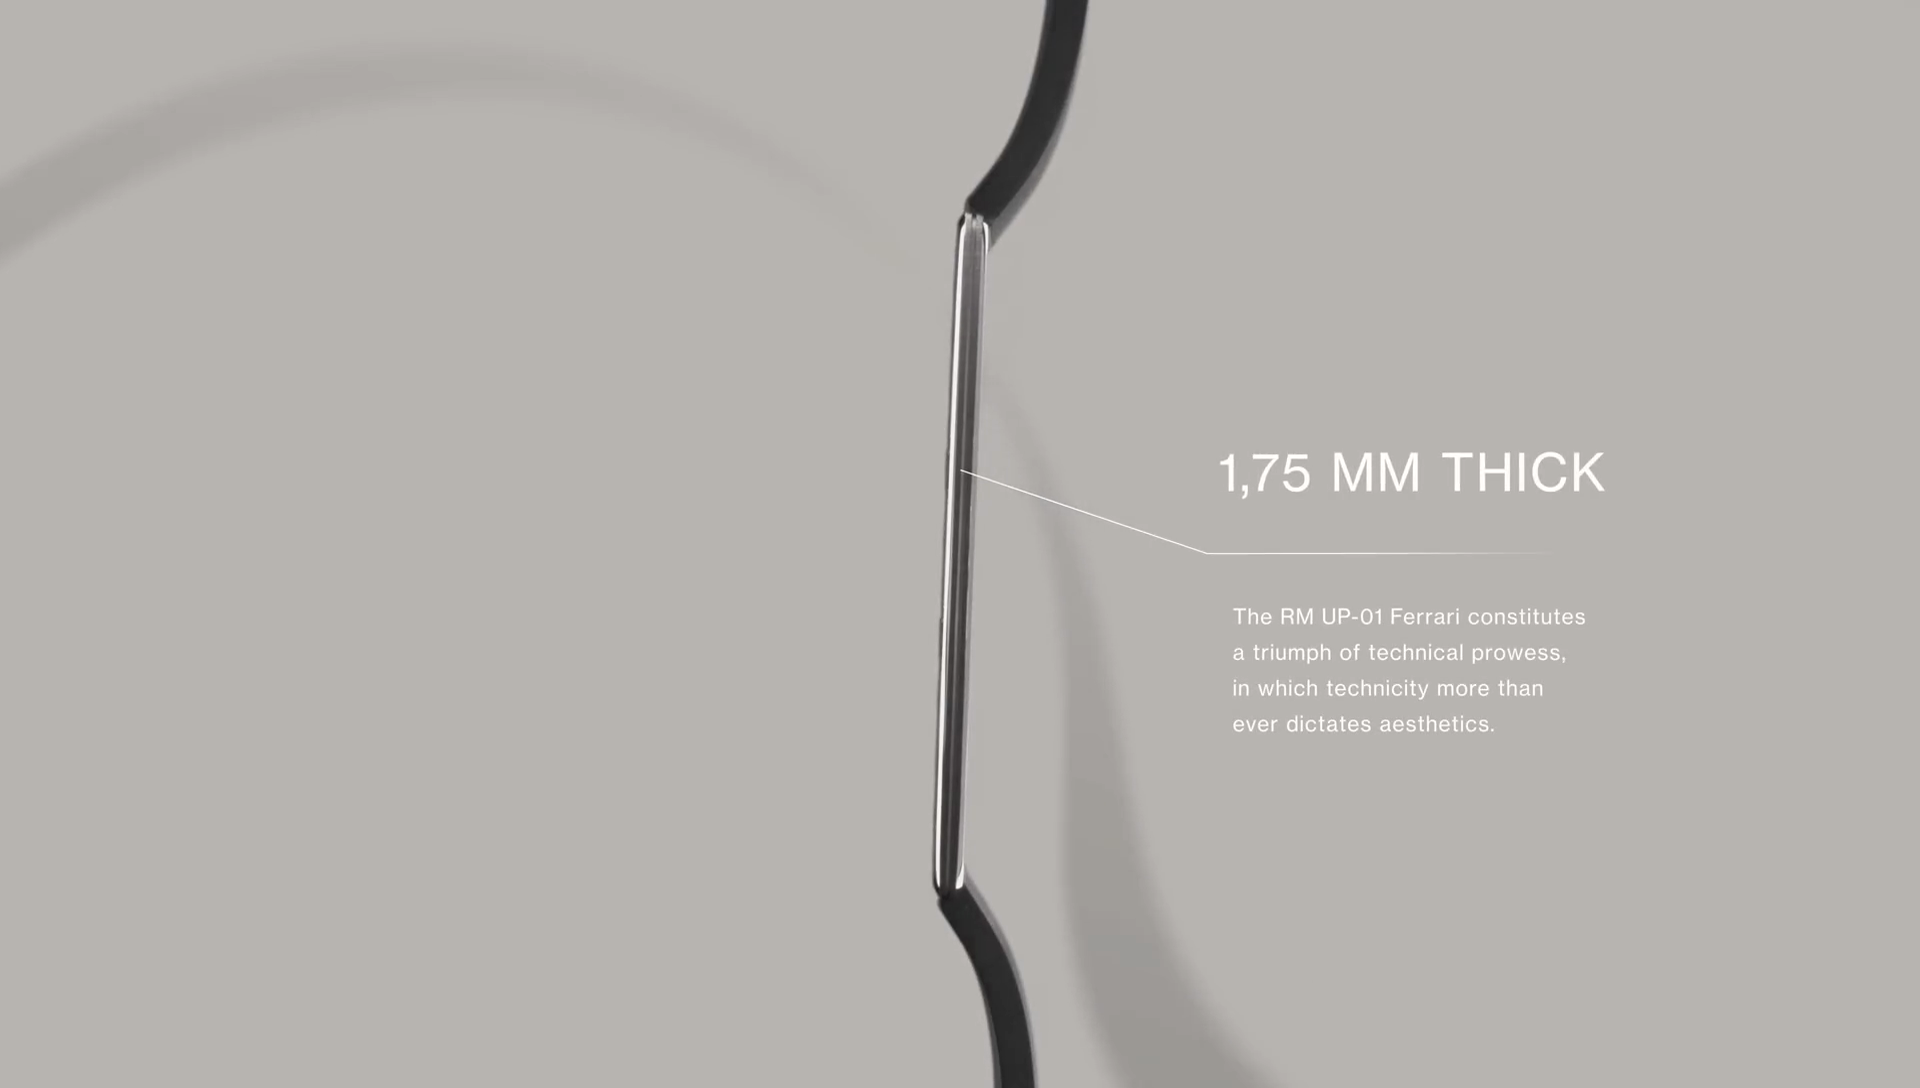 1,75 MM THICK
The RM UP-01 Ferrari constitutes
a triumph of technical prowess,
in which technicity more than
ever dictates aesthetics.